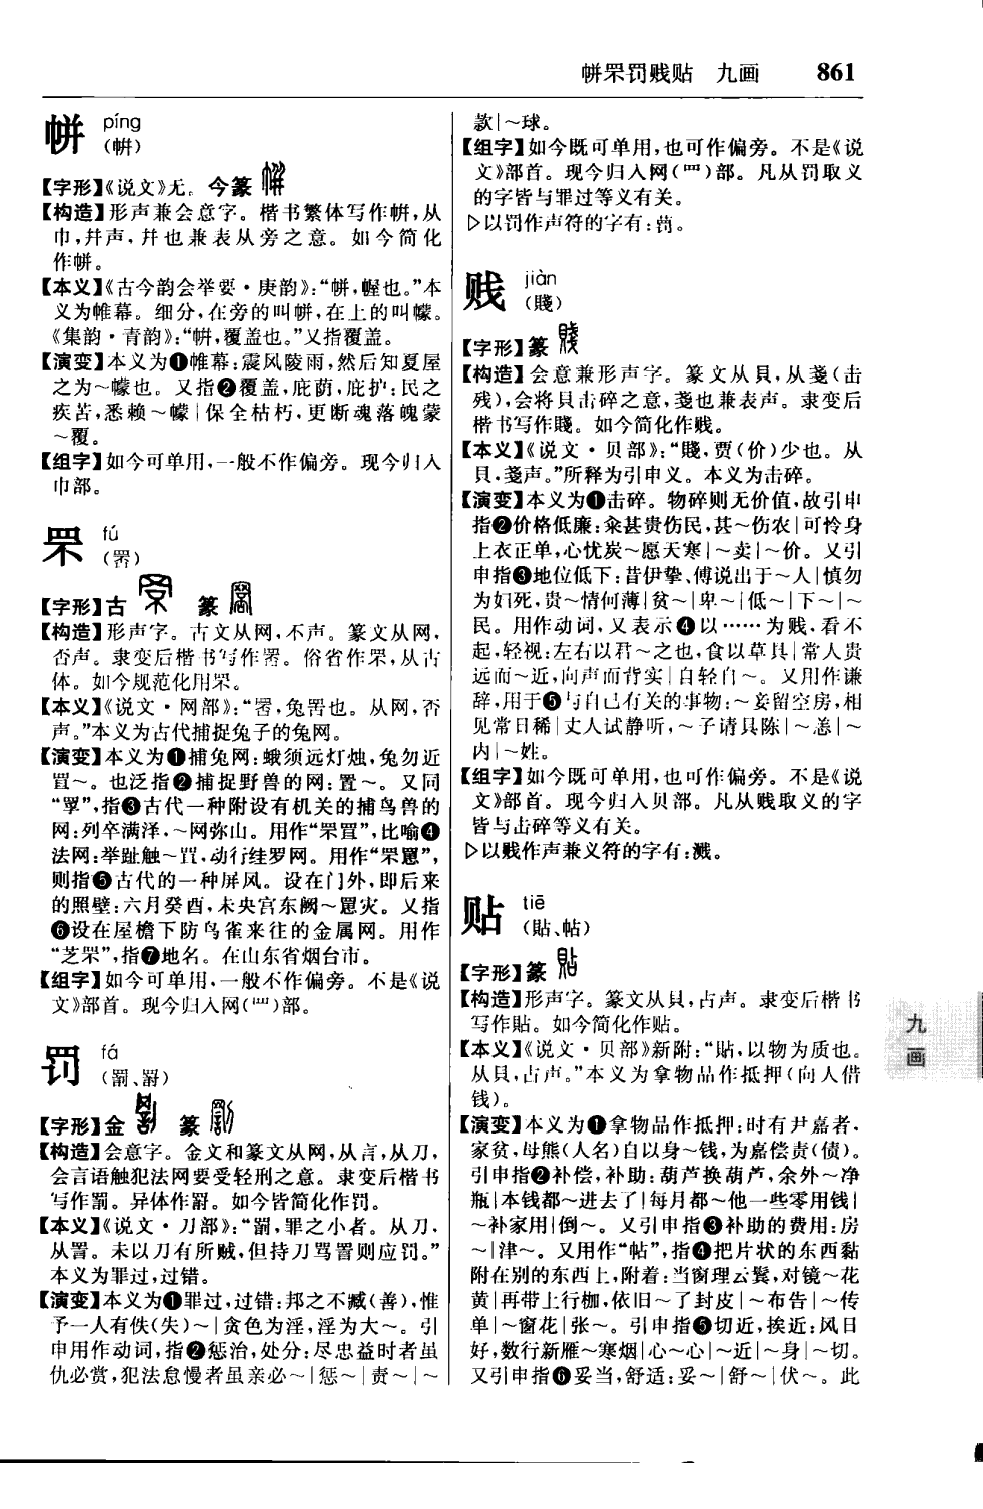 帡罘罚贱贴　九画　861
帡 píng
(帲)
【字形】《说文》无。今篆
【构造】形声兼会意字。楷书繁体写作帲,从
巾,幷声,幷也兼表从旁之意。如今简化
作帡。
【本义】《古今韵会举要·庚韵》:“帡,幄也。”本
义为帷幕。细分,在旁的叫帡,在上的叫幪。
《集韵·青韵》:“帲,覆盖也。”又指覆盖。
【演变】本义为❶帷幕:震风陵雨,然后知夏屋
之为～幪也。又指❷覆盖,庇荫,庇护:民之
疾苦,悉赖～幪|保全枯朽,更断魂落魄蒙
～覆。
【组字】如今可单用,一般不作偏旁。现今归入
巾部。
罘 fú
(罟)
【字形】古　篆
【构造】形声字。古文从网,不声。篆文从网,
否声。隶变后楷书写作䍖。俗省作罘,从古
体。如今规范化用罘。
【本义】《说文·网部》:“䍖,兔罟也。从网,否
声。”本义为古代捕捉兔子的兔网。
【演变】本义为❶捕兔网:蛾须远灯烛,兔勿近
罝～。也泛指❷捕捉野兽的网:置～。又同
“罦”,指❸古代一种附设有机关的捕鸟兽的
网:列卒满泽,～网弥山。用作“罘罝”,比喻❹
法网:举趾触～罝,动行絓罗网。用作“罘罳”,
则指❺古代的一种屏风。设在门外,即后来
的照壁:六月癸酉,未央宫东阙～罳灾。又指
❻设在屋檐下防鸟雀来往的金属网。用作
“芝罘”,指❼地名。在山东省烟台市。
【组字】如今可单用,一般不作偏旁。不是《说
文》部首。现今归入网(罒)部。
罚 fá
(罰、罸)
【字形】金　篆
【构造】会意字。金文和篆文从网,从言,从刀,
会言语触犯法网要受轻刑之意。隶变后楷书
写作罰。异体作罸。如今皆简化作罚。
【本义】《说文·刀部》:“罰,罪之小者。从刀,
从詈。未以刀有所贼,但持刀骂詈则应罚。”
本义为罪过,过错。
【演变】本义为❶罪过,过错:邦之不臧(善),惟
予一人有佚(失)～|贪色为淫,淫为大～。引
申用作动词,指❷惩治,处分:尽忠益时者虽
仇必赏,犯法怠慢者虽亲必～|惩～|责～|～
款|～球。
【组字】如今既可单用,也可作偏旁。不是《说
文》部首。现今归入网(罒)部。凡从罚取义
的字皆与罪过等义有关。
▷以罚作声符的字有:藅。
贱 jiàn
(賤)
【字形】篆
【构造】会意兼形声字。篆文从貝,从戔(击
残),会将貝击碎之意,戔也兼表声。隶变后
楷书写作賤。如今简化作贱。
【本义】《说文·贝部》:“賤,贾(价)少也。从
貝,戔声。”所释为引申义。本义为击碎。
【演变】本义为❶击碎。物碎则无价值,故引申
指❷价格低廉:籴甚贵伤民,甚～伤农|可怜身
上衣正单,心忧炭～愿天寒|～卖|～价。又引
申指❸地位低下:昔伊挚、傅说出于～人|慎勿
为妇死,贵～情何薄|贫～|卑～|低～|下～|～
民。用作动词,又表示❹以……为贱,看不
起,轻视:左右以君～之也,食以草具|常人贵
远而～近,向声而背实|自轻自～。又用作谦
辞,用于❺与自己有关的事物:～妾留空房,相
见常日稀|丈人试静听,～子请具陈|～恙|～
内|～姓。
【组字】如今既可单用,也可作偏旁。不是《说
文》部首。现今归入贝部。凡从贱取义的字
皆与击碎等义有关。
▷以贱作声兼义符的字有:溅。
贴 tiē
(貼、帖)
【字形】篆
【构造】形声字。篆文从貝,占声。隶变后楷书
写作貼。如今简化作贴。
【本义】《说文·贝部》新附:“貼,以物为质也。
从貝,占声。”本义为拿物品作抵押(向人借
钱)。
【演变】本义为❶拿物品作抵押:时有尹嘉者,
家贫,母熊(人名)自以身～钱,为嘉偿责(债)。
引申指❷补偿,补助:葫芦换葫芦,余外～净
瓶|本钱都～进去了|每月都～他一些零用钱|
～补家用|倒～。又引申指❸补助的费用:房
～|津～。又用作“帖”,指❹把片状的东西黏
附在别的东西上,附着:当窗理云鬓,对镜～花
黄|再带上行枷,依旧～了封皮|～布告|～传
单|～窗花|张～。引申指❺切近,挨近:风日
好,数行新雁～寒烟|心～心|～近|～身|～切。
又引申指❻妥当,舒适:妥～|舒～|伏～。此
九
画